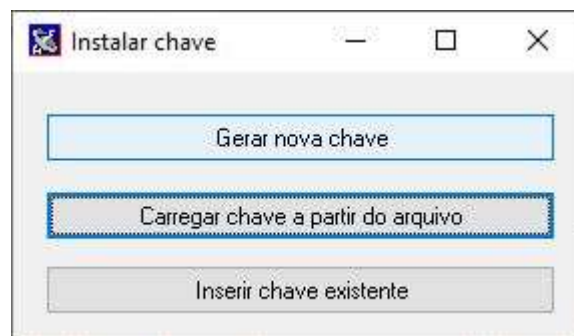 Instalar chave
Gerar nova chave
Carregar chave a partir do arquivo
Inserir chave existente